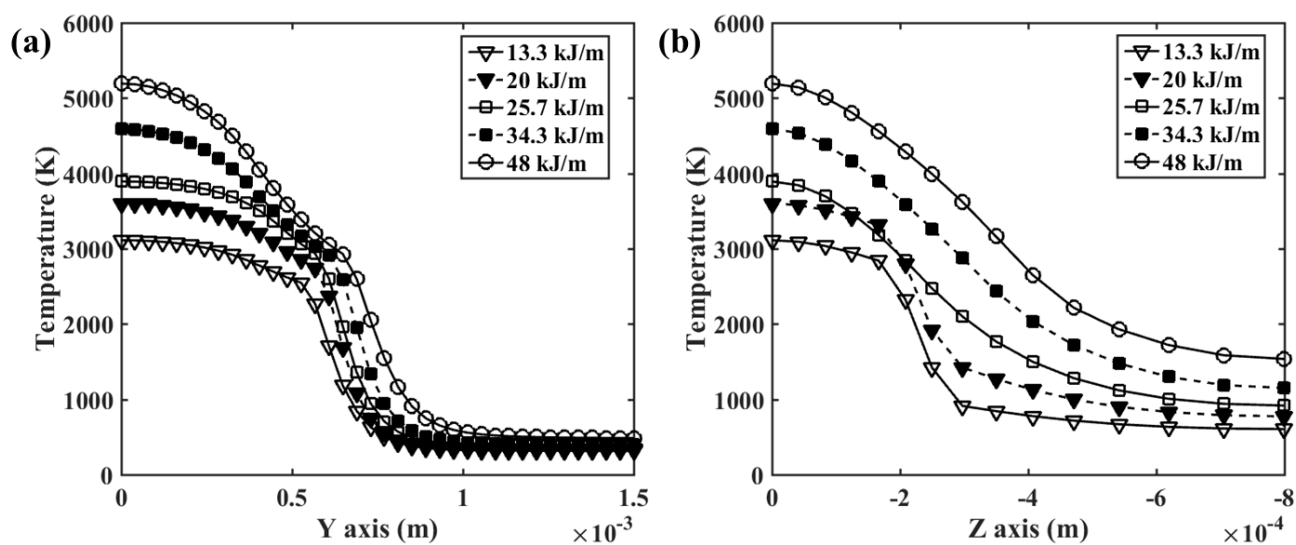 (a)
Temperature (K)
6000
5000
4000
3000
2000
1000
0
0
0.5
1
1.5
Y axis (m)
×10⁻³
13.3 kJ/m
20 kJ/m
25.7 kJ/m
34.3 kJ/m
48 kJ/m
(b)
Temperature (K)
6000
5000
4000
3000
2000
1000
0
0
-2
-4
-6
-8
Z axis (m)
×10⁻⁴
13.3 kJ/m
20 kJ/m
25.7 kJ/m
34.3 kJ/m
48 kJ/m